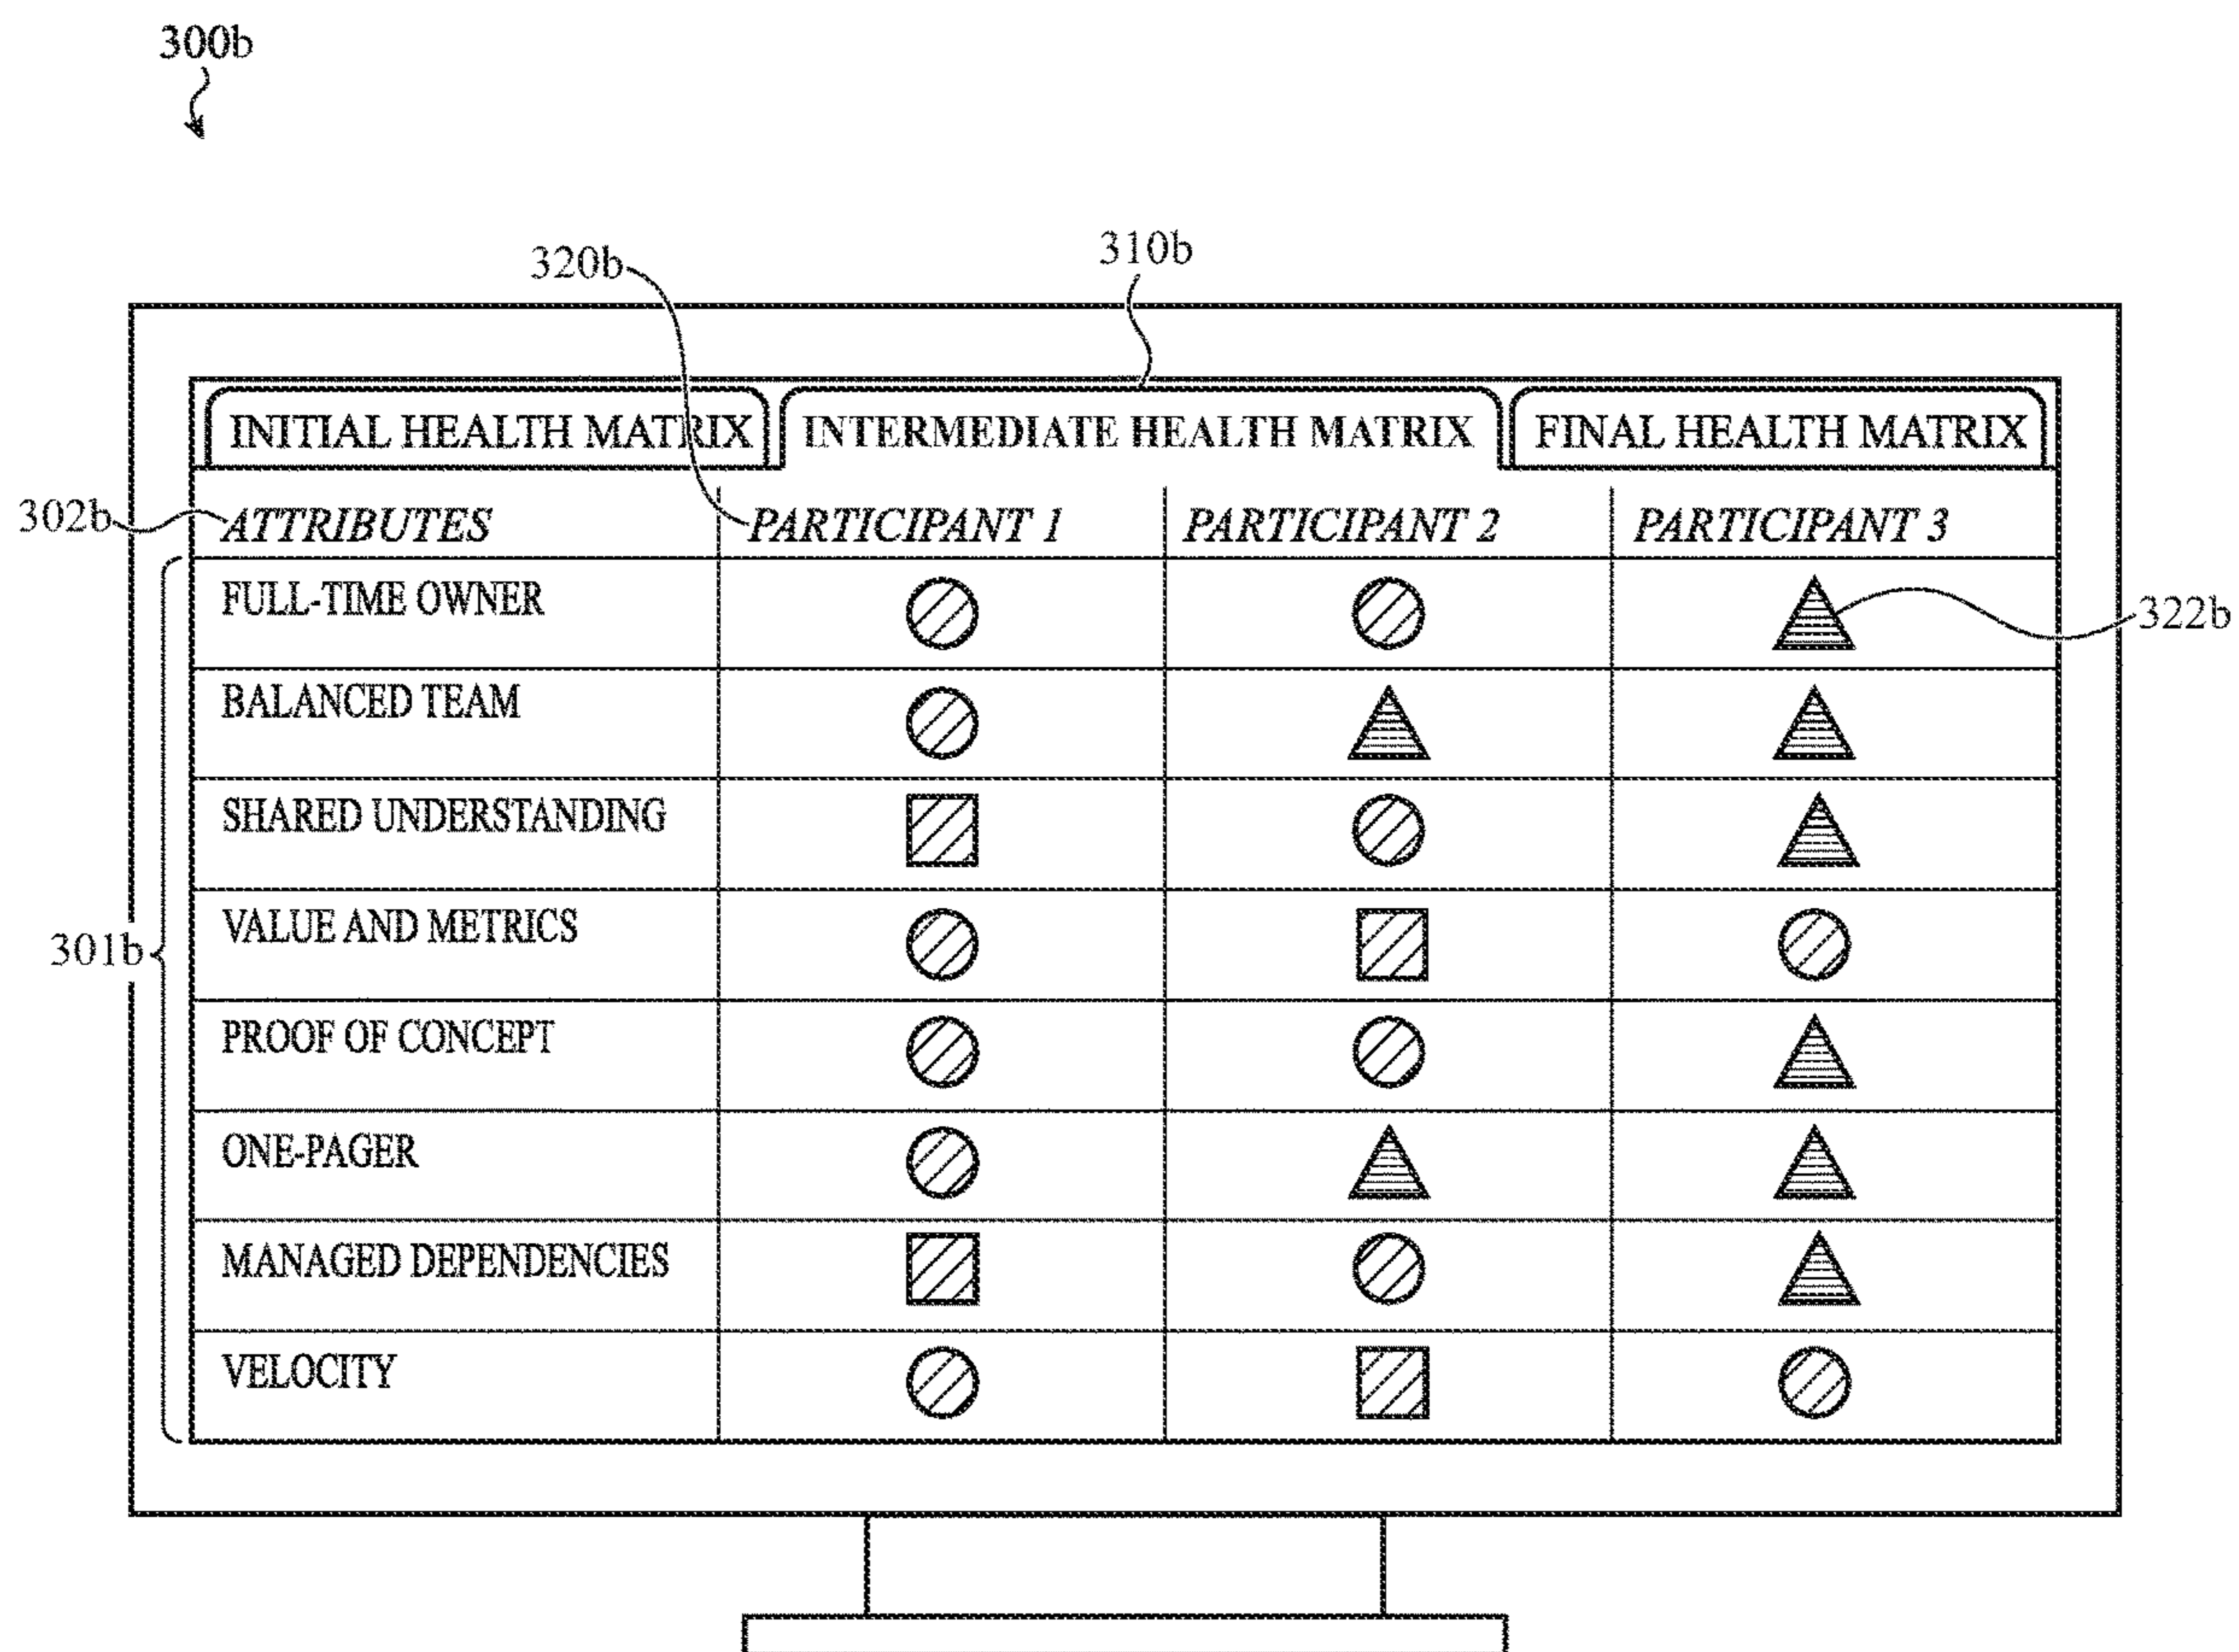 300b
320b
310b
INITIAL HEALTH MATRIX INTERMEDIATE HEALTH MATRIX FINAL HEALTH MATRIX
302b ATTRIBUTES PARTICIPANT 1 PARTICIPANT 2 PARTICIPANT 3
FULL-TIME OWNER
322b
BALANCED TEAM
SHARED UNDERSTANDING
VALUE AND METRICS
301b
PROOF OF CONCEPT
ONE-PAGER
MANAGED DEPENDENCIES
VELOCITY